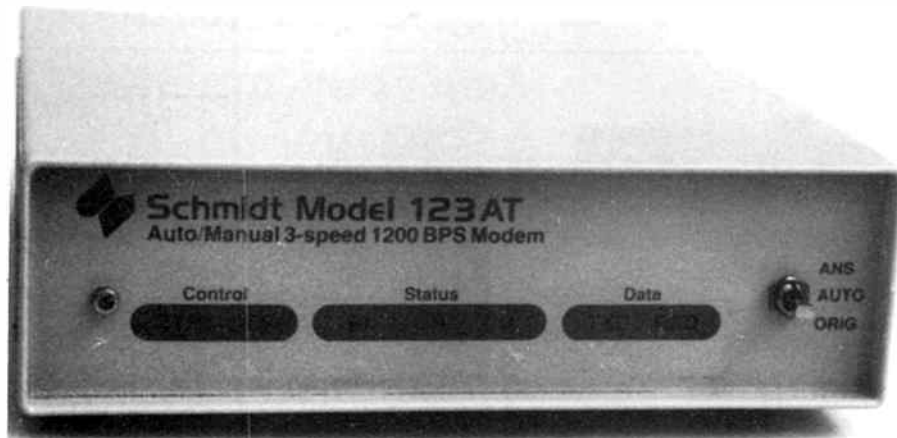 Schmidt Model 123AT
Auto/Manual 3-speed 1200 BPS Modem
Control
Status
Data
ANS
AUTO
ORIG